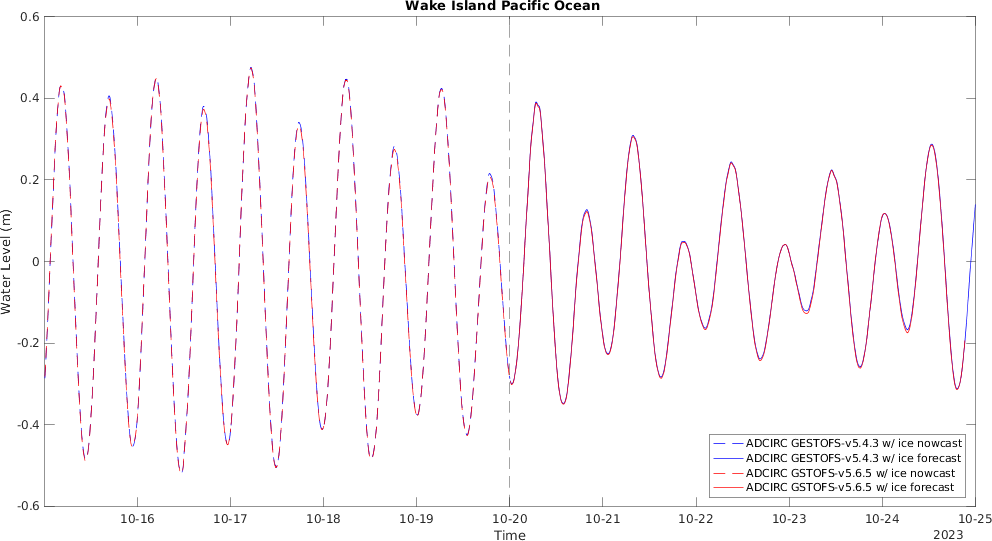 Wake Island Pacific Ocean
0.6
0.4
0.2
0
-0.2
-0.4
-0.6
Water Level (m)
10-16
10-17
10-18
10-19
10-20
10-21
10-22
10-23
10-24
10-25
Time
2023
ADCIRC GESTOFS-v5.4.3 w/ ice nowcast
ADCIRC GESTOFS-v5.4.3 w/ ice forecast
ADCIRC GSTOFS-v5.6.5 w/ ice nowcast
ADCIRC GSTOFS-v5.6.5 w/ ice forecast